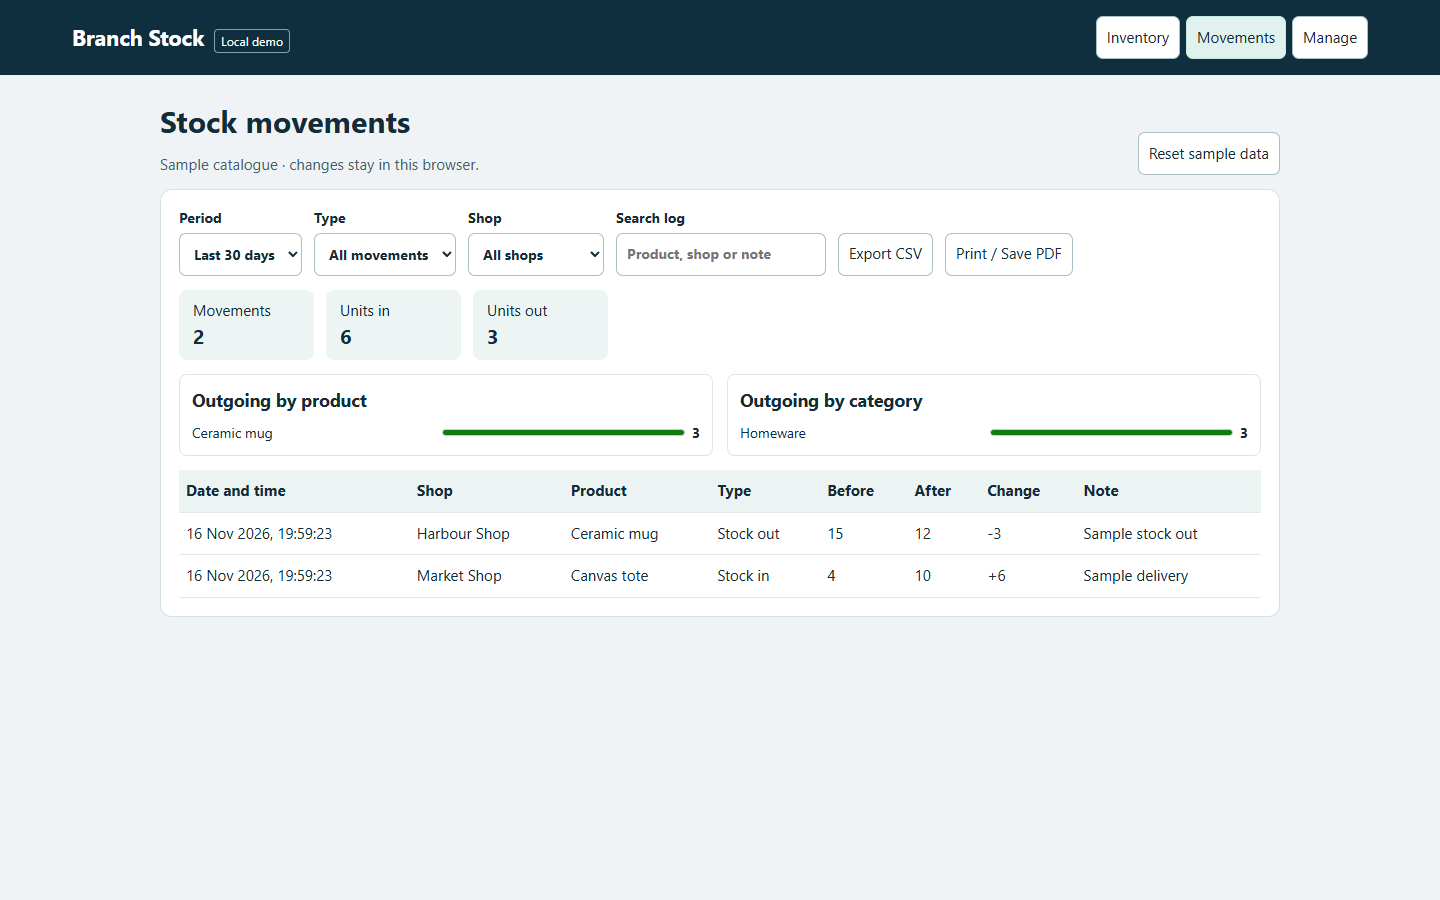 Branch Stock Local demo Inventory Movements Manage
Stock movements
Sample catalogue · changes stay in this browser.
Reset sample data
Period Type Shop Search log
Last 30 days All movements All shops Product, shop or note Export CSV Print / Save PDF
Movements Units in Units out
2 6 3
Outgoing by product Outgoing by category
Ceramic mug 3 Homeware 3
Date and time Shop Product Type Before After Change Note
16 Nov 2026, 19:59:23 Harbour Shop Ceramic mug Stock out 15 12 -3 Sample stock out
16 Nov 2026, 19:59:23 Market Shop Canvas tote Stock in 4 10 +6 Sample delivery